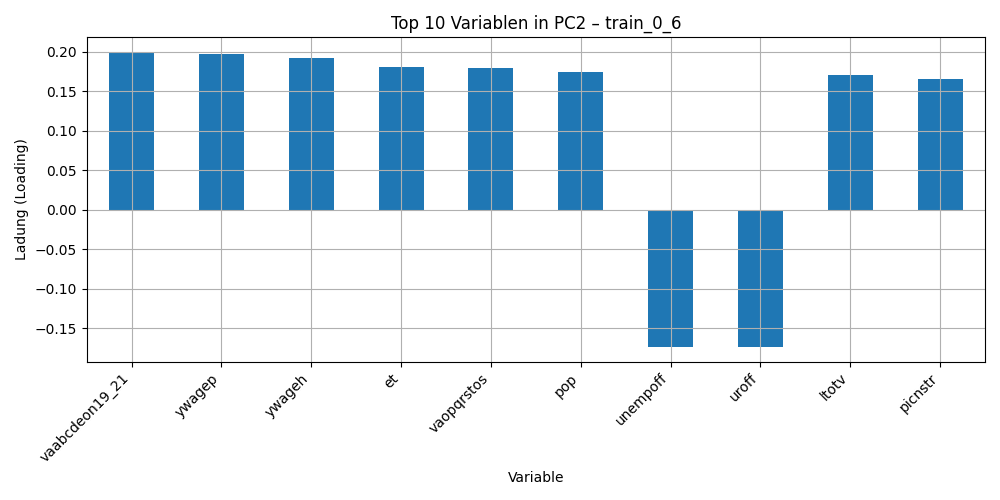 Top 10 Variablen in PC2 – train_0_6
Ladung (Loading)
0.20
0.15
0.10
0.05
0.00
−0.05
−0.10
−0.15
vaabcdeon19_21
ywagep
ywageh
et
vaopqrstos
pop
unempoff
uroff
ltotv
picnstr
Variable